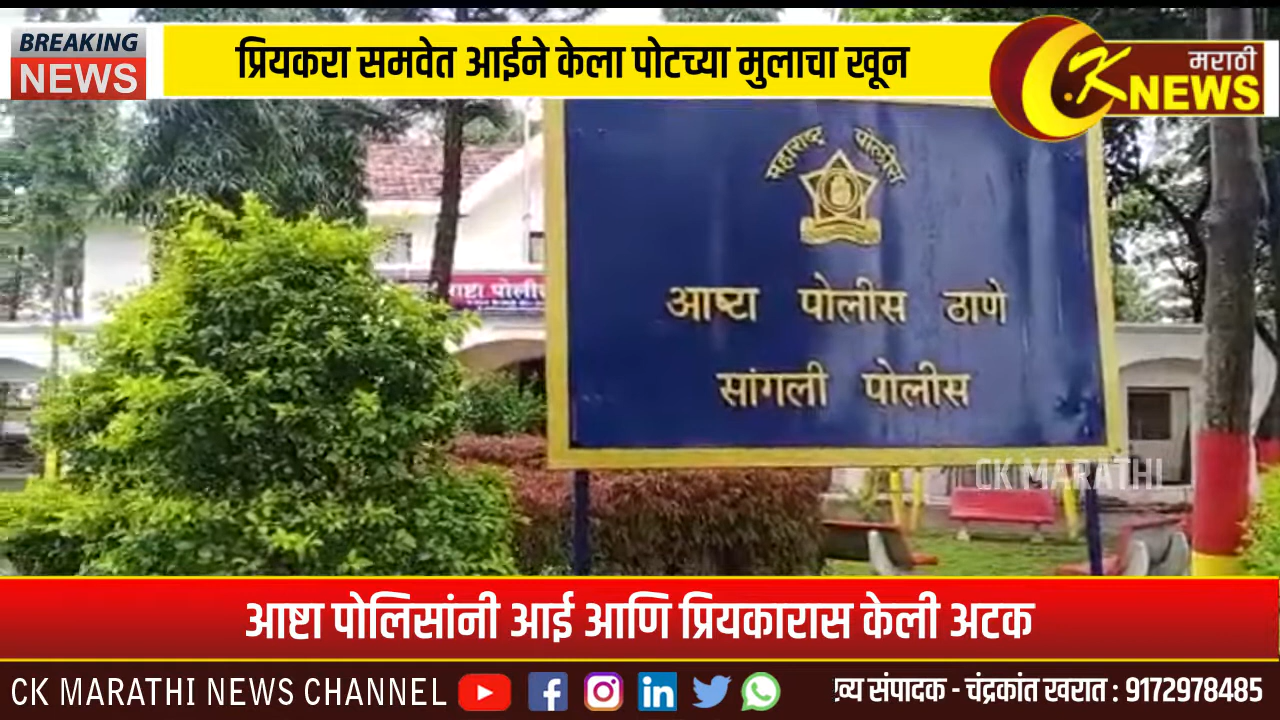 BREAKING
NEWS
प्रियकरा समवेत आईने केला पोटच्या मुलाचा खून
C.K
मराठी
NEWS
महाराष्ट्र पोलीस
आष्टा पोलीस
आष्टा पोलीस ठाणे
सांगली पोलीस
CK MARATHI
आष्टा पोलिसांनी आई आणि प्रियकारास केली अटक
CK MARATHI NEWS CHANNEL
संपादक - चंद्रकांत खरात : 9172978485